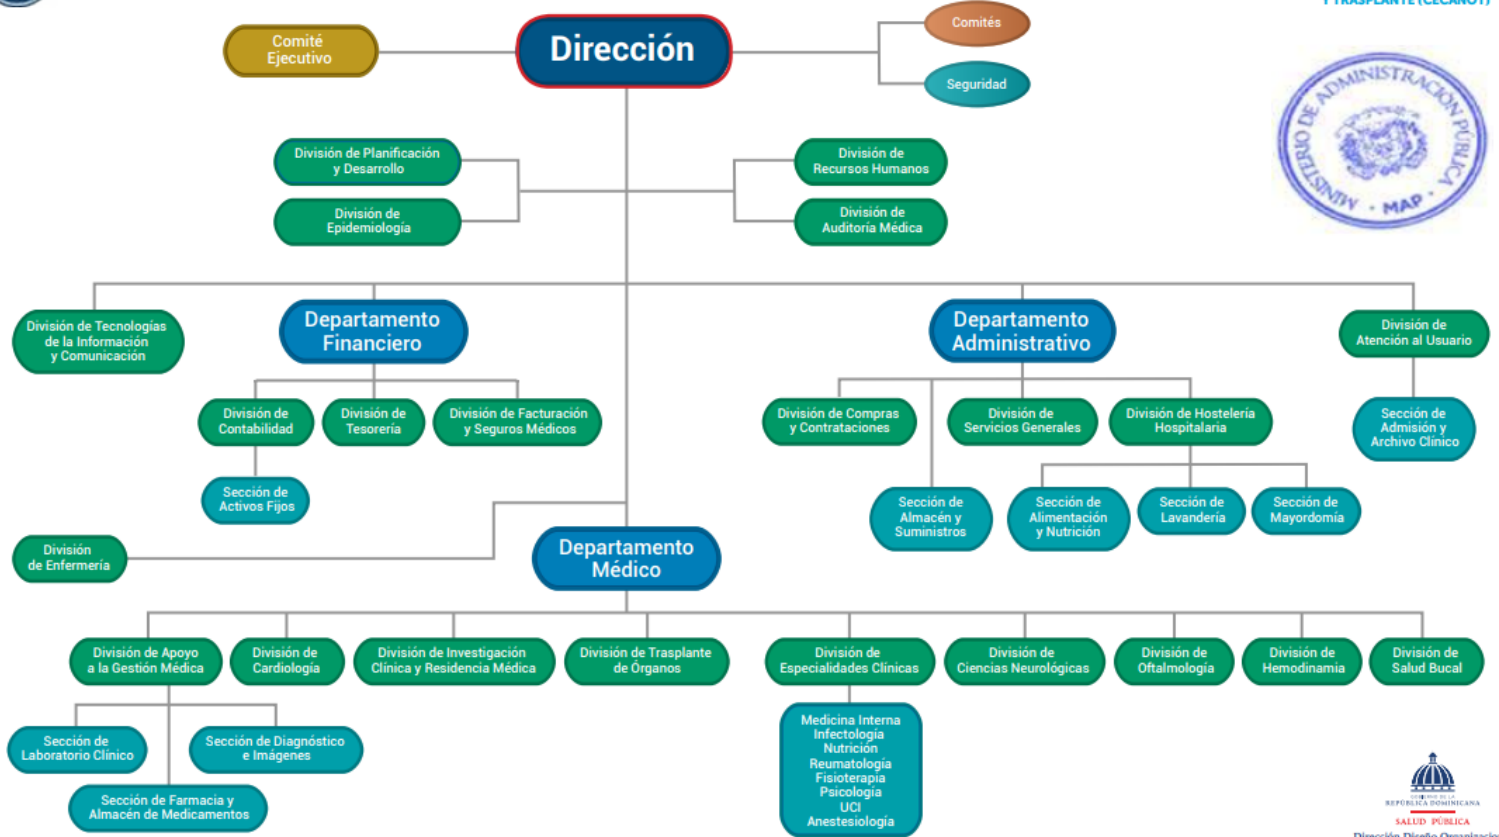 Y TRASPLANTE (CECANOT)
Comité
Ejecutivo
Dirección
Comités
Seguridad
MINISTERIO DE ADMINISTRACIÓN PÚBLICA
• MAP •
División de Planificación
y Desarrollo
División de
Recursos Humanos
División de
Epidemiología
División de
Auditoría Médica
División de Tecnologías
de la Información
y Comunicación
Departamento
Financiero
Departamento
Administrativo
División de
Atención al Usuario
División de
Contabilidad
División de
Tesorería
División de Facturación
y Seguros Médicos
División de Compras
y Contrataciones
División de
Servicios Generales
División de Hostelería
Hospitalaria
Sección de
Admisión y
Archivo Clínico
Sección de
Activos Fijos
Sección de
Almacén y
Suministros
Sección de
Alimentación
y Nutrición
Sección de
Lavandería
Sección de
Mayordomía
División
de Enfermería
Departamento
Médico
División de Apoyo
a la Gestión Médica
División de
Cardiología
División de Investigación
Clínica y Residencia Médica
División de Trasplante
de Órganos
División de
Especialidades Clínicas
División de
Ciencias Neurológicas
División de
Oftalmología
División de
Hemodinamia
División de
Salud Bucal
Sección de
Laboratorio Clínico
Sección de Diagnóstico
e Imágenes
Sección de Farmacia y
Almacén de Medicamentos
Medicina Interna
Infectología
Nutrición
Reumatología
Fisioterapia
Psicología
UCI
Anestesiología
GOBIERNO DE LA
REPÚBLICA DOMINICANA
SALUD PÚBLICA